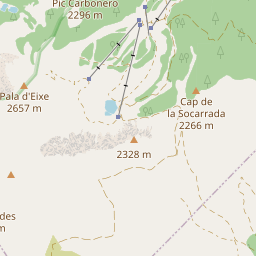 Pic Carbonero
2296 m
Pala d'Eixe
2657 m
Cap de
la Socarrada
2266 m
2328 m
des
m